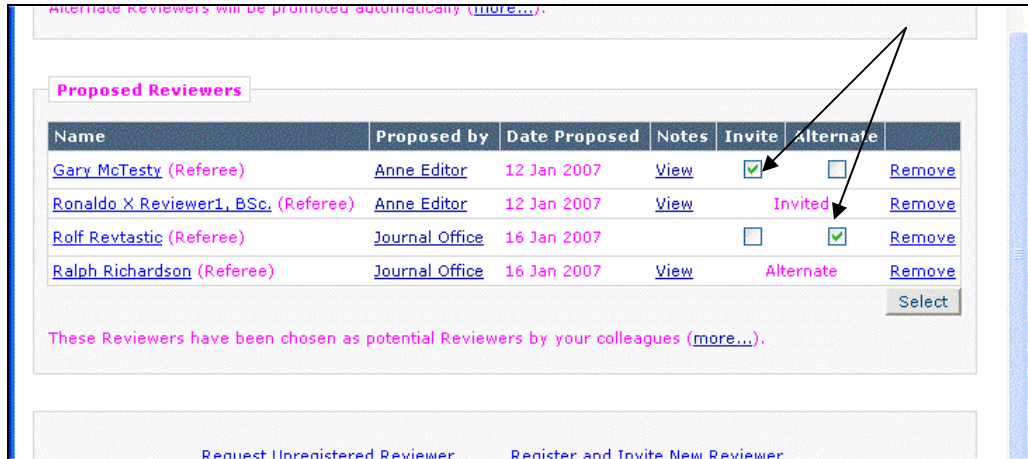 Alternate Reviewers will be promoted automatically (more...).
Proposed Reviewers
Name Proposed by Date Proposed Notes Invite Alternate
Gary McTesty (Referee) Anne Editor 12 Jan 2007 View Remove
Ronaldo X Reviewer1, BSc. (Referee) Anne Editor 12 Jan 2007 View Invited Remove
Rolf Revtastic (Referee) Journal Office 16 Jan 2007 Remove
Ralph Richardson (Referee) Journal Office 16 Jan 2007 View Alternate Remove
Select
These Reviewers have been chosen as potential Reviewers by your colleagues (more...).
Request Unregistered Reviewer Register and Invite New Reviewer